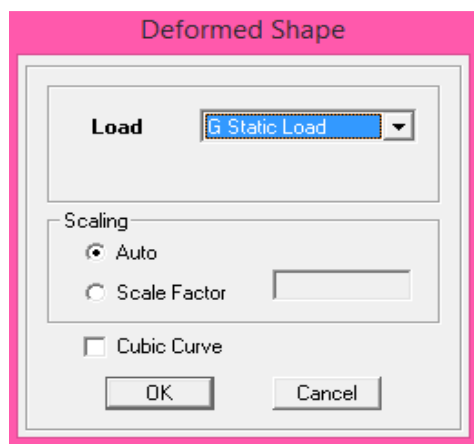 Deformed Shape
Load G Static Load
Scaling
Auto
Scale Factor
Cubic Curve
OK Cancel